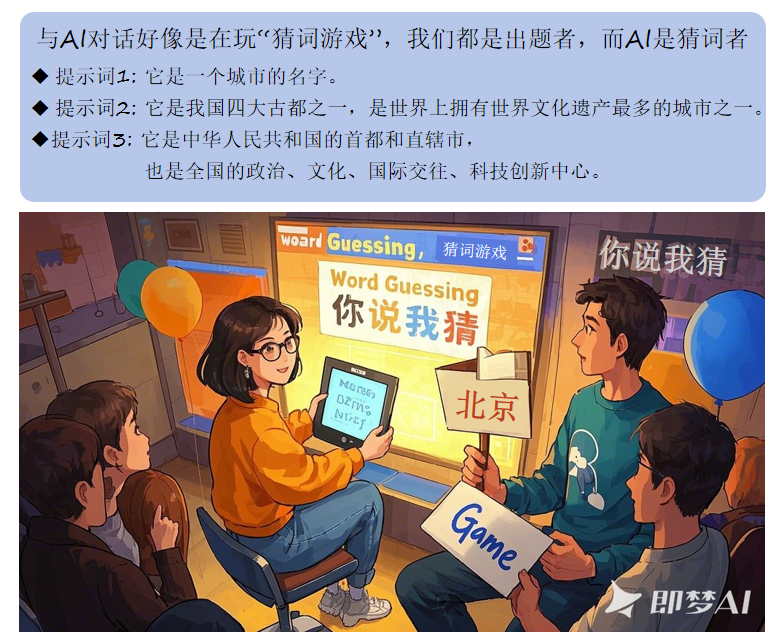 与AI对话好像是在玩“猜词游戏”，我们都是出题者，而AI是猜词者
◆ 提示词1: 它是一个城市的名字。
◆ 提示词2: 它是我国四大古都之一，是世界上拥有世界文化遗产最多的城市之一。
◆提示词3: 它是中华人民共和国的首都和直辖市，
也是全国的政治、文化、国际交往、科技创新中心。
woard Guessing, 猜词游戏
你说我猜
Word Guessing
你说我猜
北京
Game
即梦AI